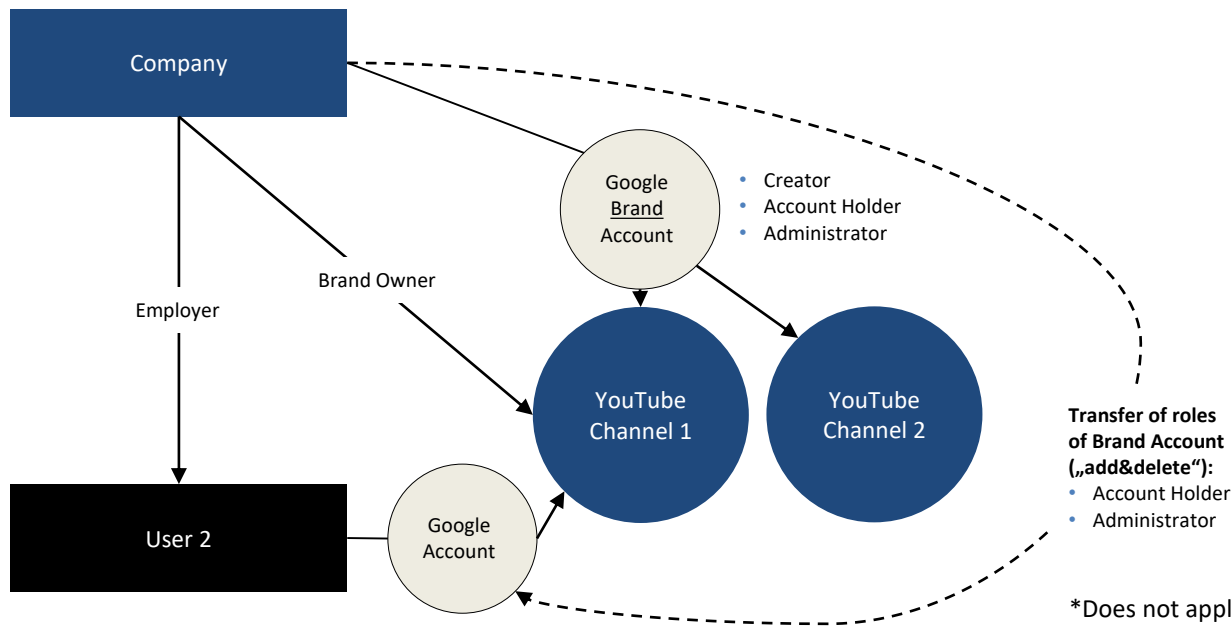 Company
Google
Brand
Account
• Creator
• Account Holder
• Administrator
Brand Owner
Employer
YouTube
Channel 1
YouTube
Channel 2
Transfer of roles
of Brand Account
(„add&delete“):
• Account Holder
• Administrator
User 2
Google
Account
*Does not appl